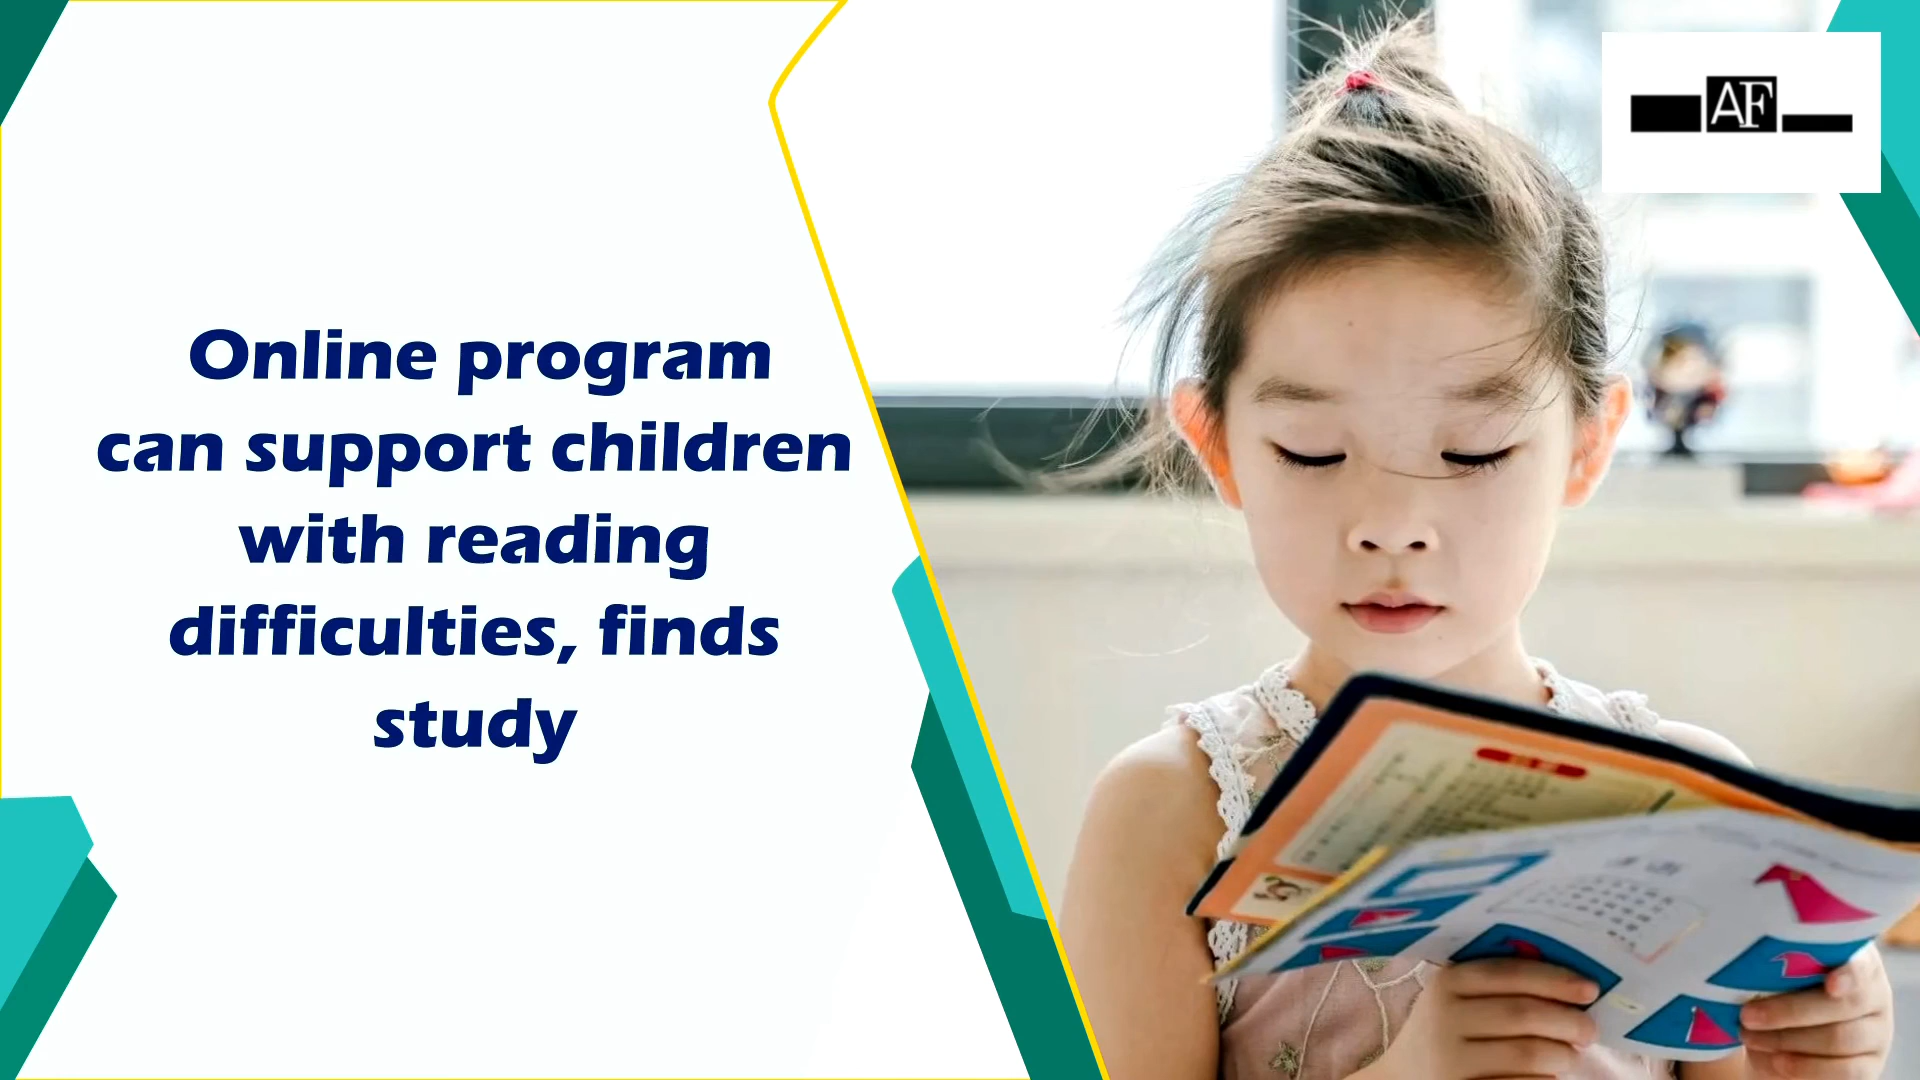 Online program
can support children
with reading
difficulties, finds
study
AF